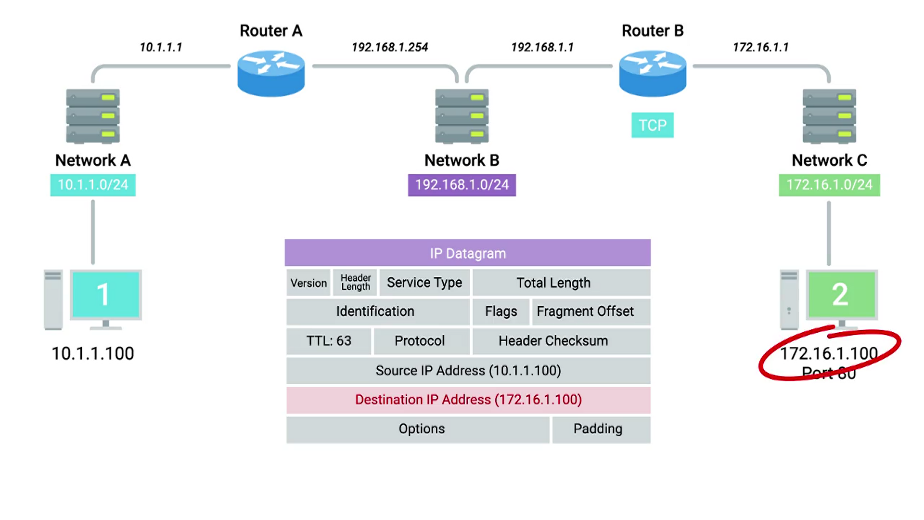 Router A
Router B
10.1.1.1
192.168.1.254
192.168.1.1
172.16.1.1
TCP
Network A
Network B
Network C
10.1.1.0/24
192.168.1.0/24
172.16.1.0/24
IP Datagram
Version
Header Length
Service Type
Total Length
Identification
Flags
Fragment Offset
TTL: 63
Protocol
Header Checksum
Source IP Address (10.1.1.100)
Destination IP Address (172.16.1.100)
Options
Padding
1
10.1.1.100
2
172.16.1.100
Port 80